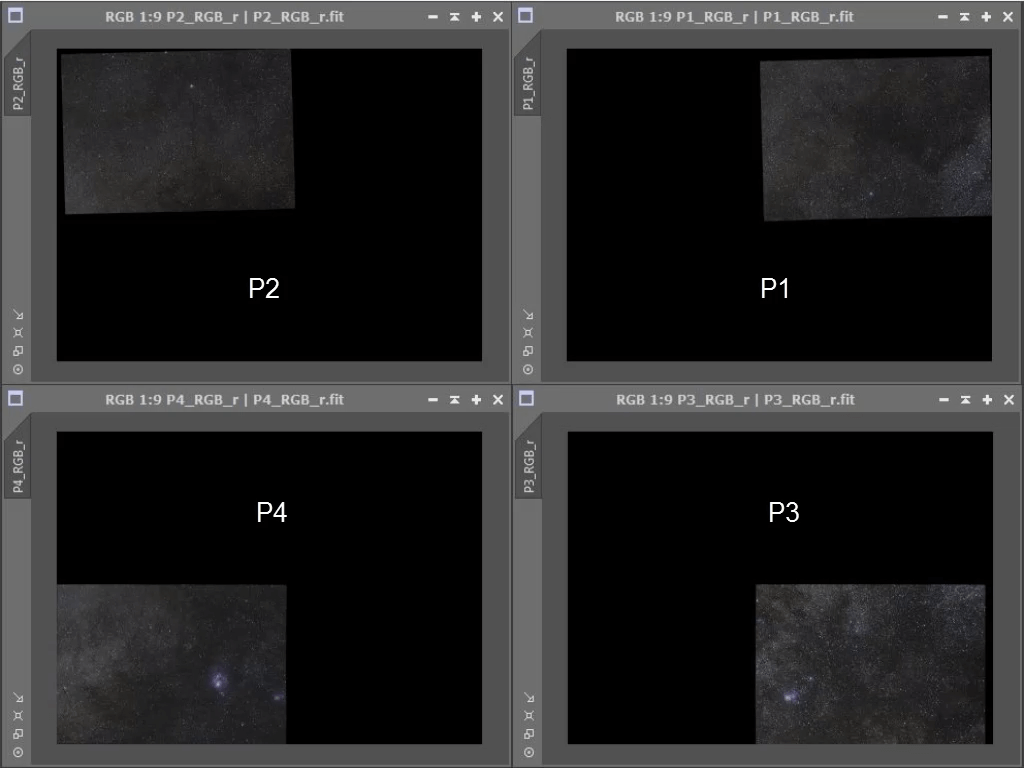 RGB 1:9 P2_RGB_r | P2_RGB_r.fit
P2_RGB_r
P2
RGB 1:9 P1_RGB_r | P1_RGB_r.fit
P1_RGB_r
P1
RGB 1:9 P4_RGB_r | P4_RGB_r.fit
P4_RGB_r
P4
RGB 1:9 P3_RGB_r | P3_RGB_r.fit
P3_RGB_r
P3